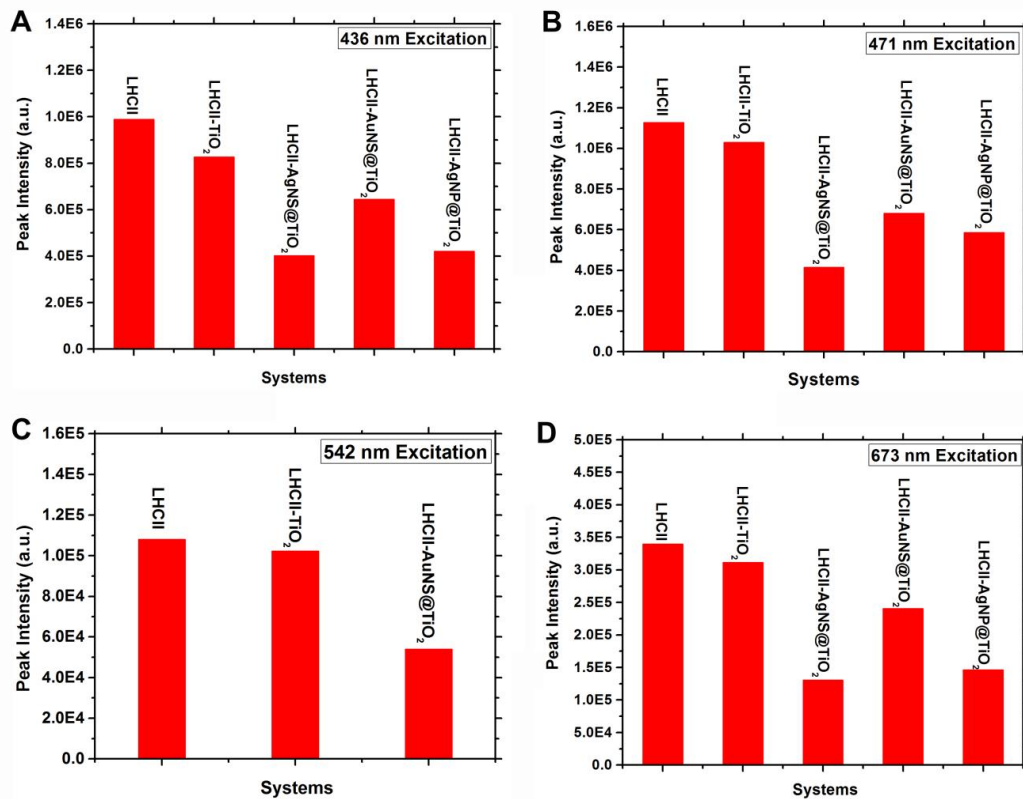 A
436 nm Excitation
Peak Intensity (a.u.)
1.4E6
1.2E6
1.0E6
8.0E5
6.0E5
4.0E5
2.0E5
0.0
LHCII
LHCII-TiO2
LHCII-AgNS@TiO2
LHCII-AuNS@TiO2
LHCII-AgNP@TiO2
Systems
B
471 nm Excitation
Peak Intensity (a.u.)
1.6E6
1.4E6
1.2E6
1.0E6
8.0E5
6.0E5
4.0E5
2.0E5
0.0
LHCII
LHCII-TiO2
LHCII-AgNS@TiO2
LHCII-AuNS@TiO2
LHCII-AgNP@TiO2
Systems
C
542 nm Excitation
Peak Intensity (a.u.)
1.6E5
1.4E5
1.2E5
1.0E5
8.0E4
6.0E4
4.0E4
2.0E4
0.0
LHCII
LHCII-TiO2
LHCII-AuNS@TiO2
Systems
D
673 nm Excitation
Peak Intensity (a.u.)
5.0E5
4.5E5
4.0E5
3.5E5
3.0E5
2.5E5
2.0E5
1.5E5
1.0E5
5.0E4
0.0
LHCII
LHCII-TiO2
LHCII-AgNS@TiO2
LHCII-AuNS@TiO2
LHCII-AgNP@TiO2
Systems